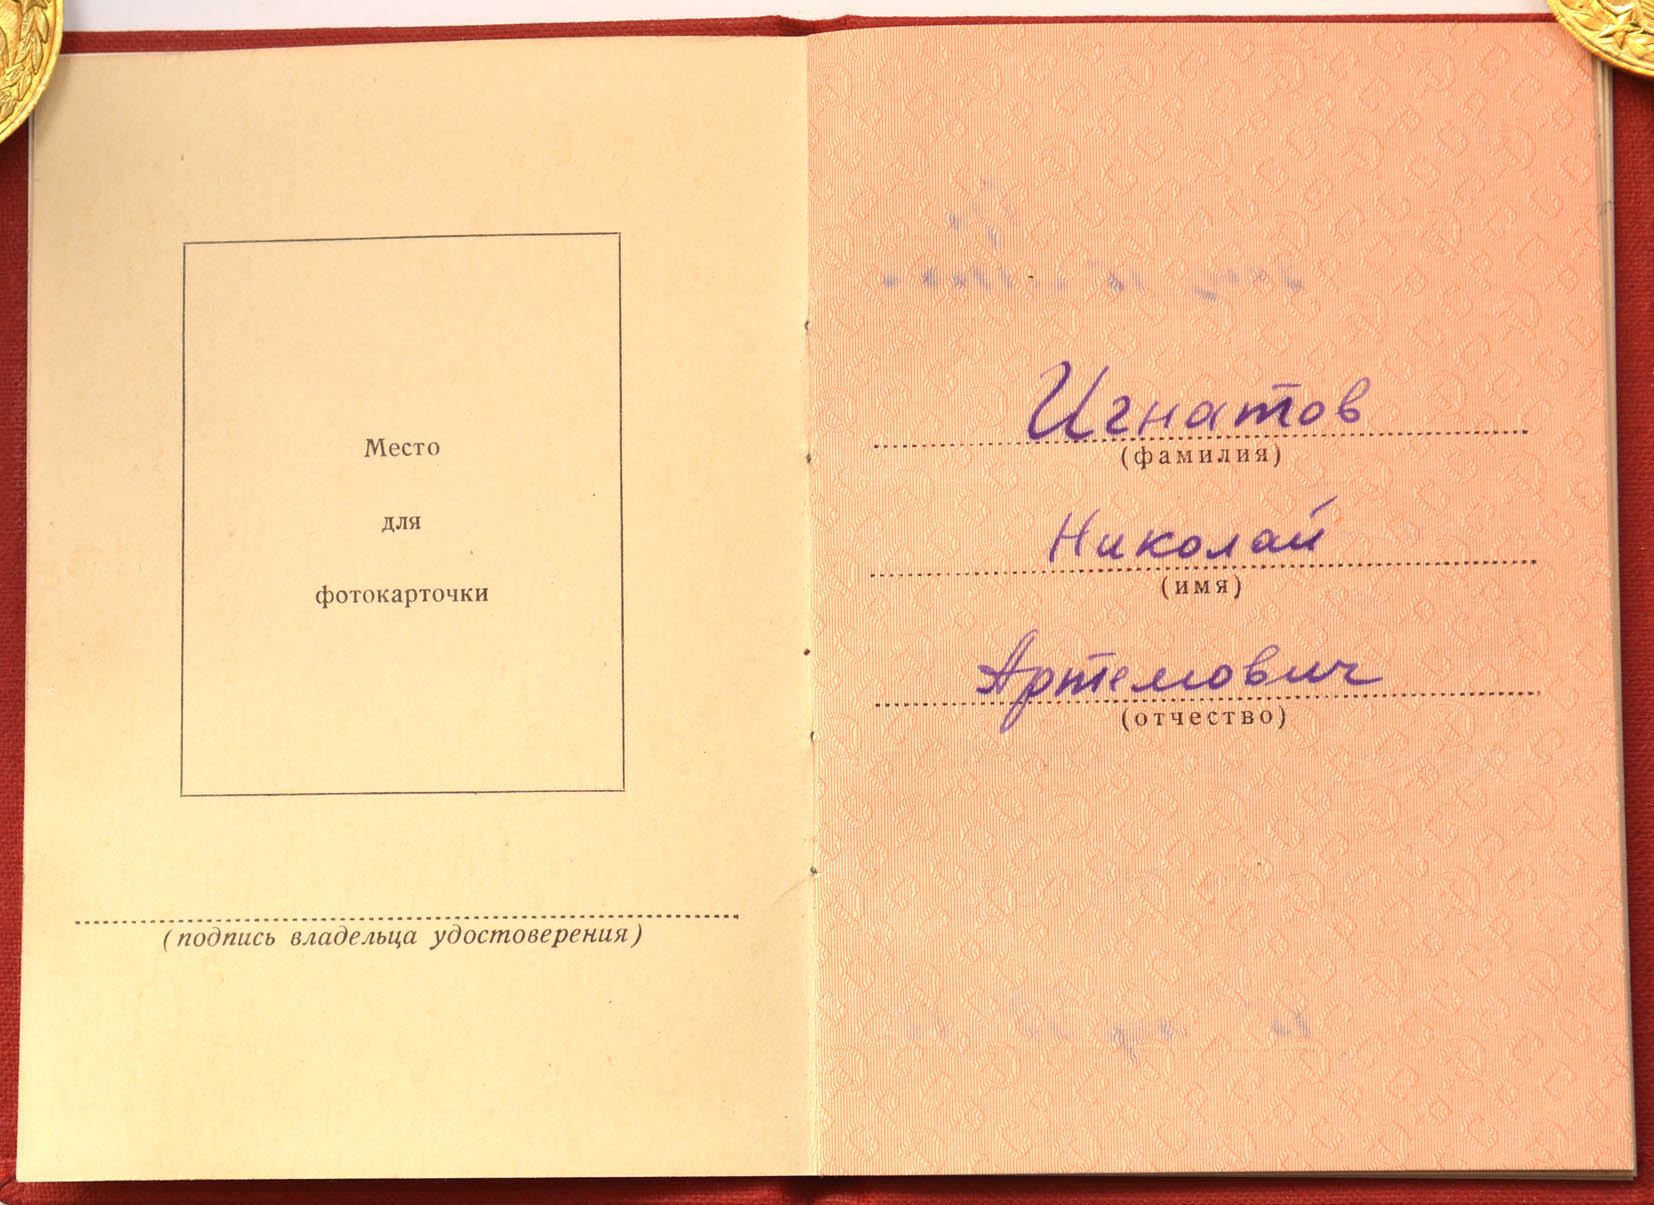 Место
для
фотокарточки
(подпись владельца удостоверения)
Игнатов
(фамилия)
Николай
(имя)
Артемович
(отчество)